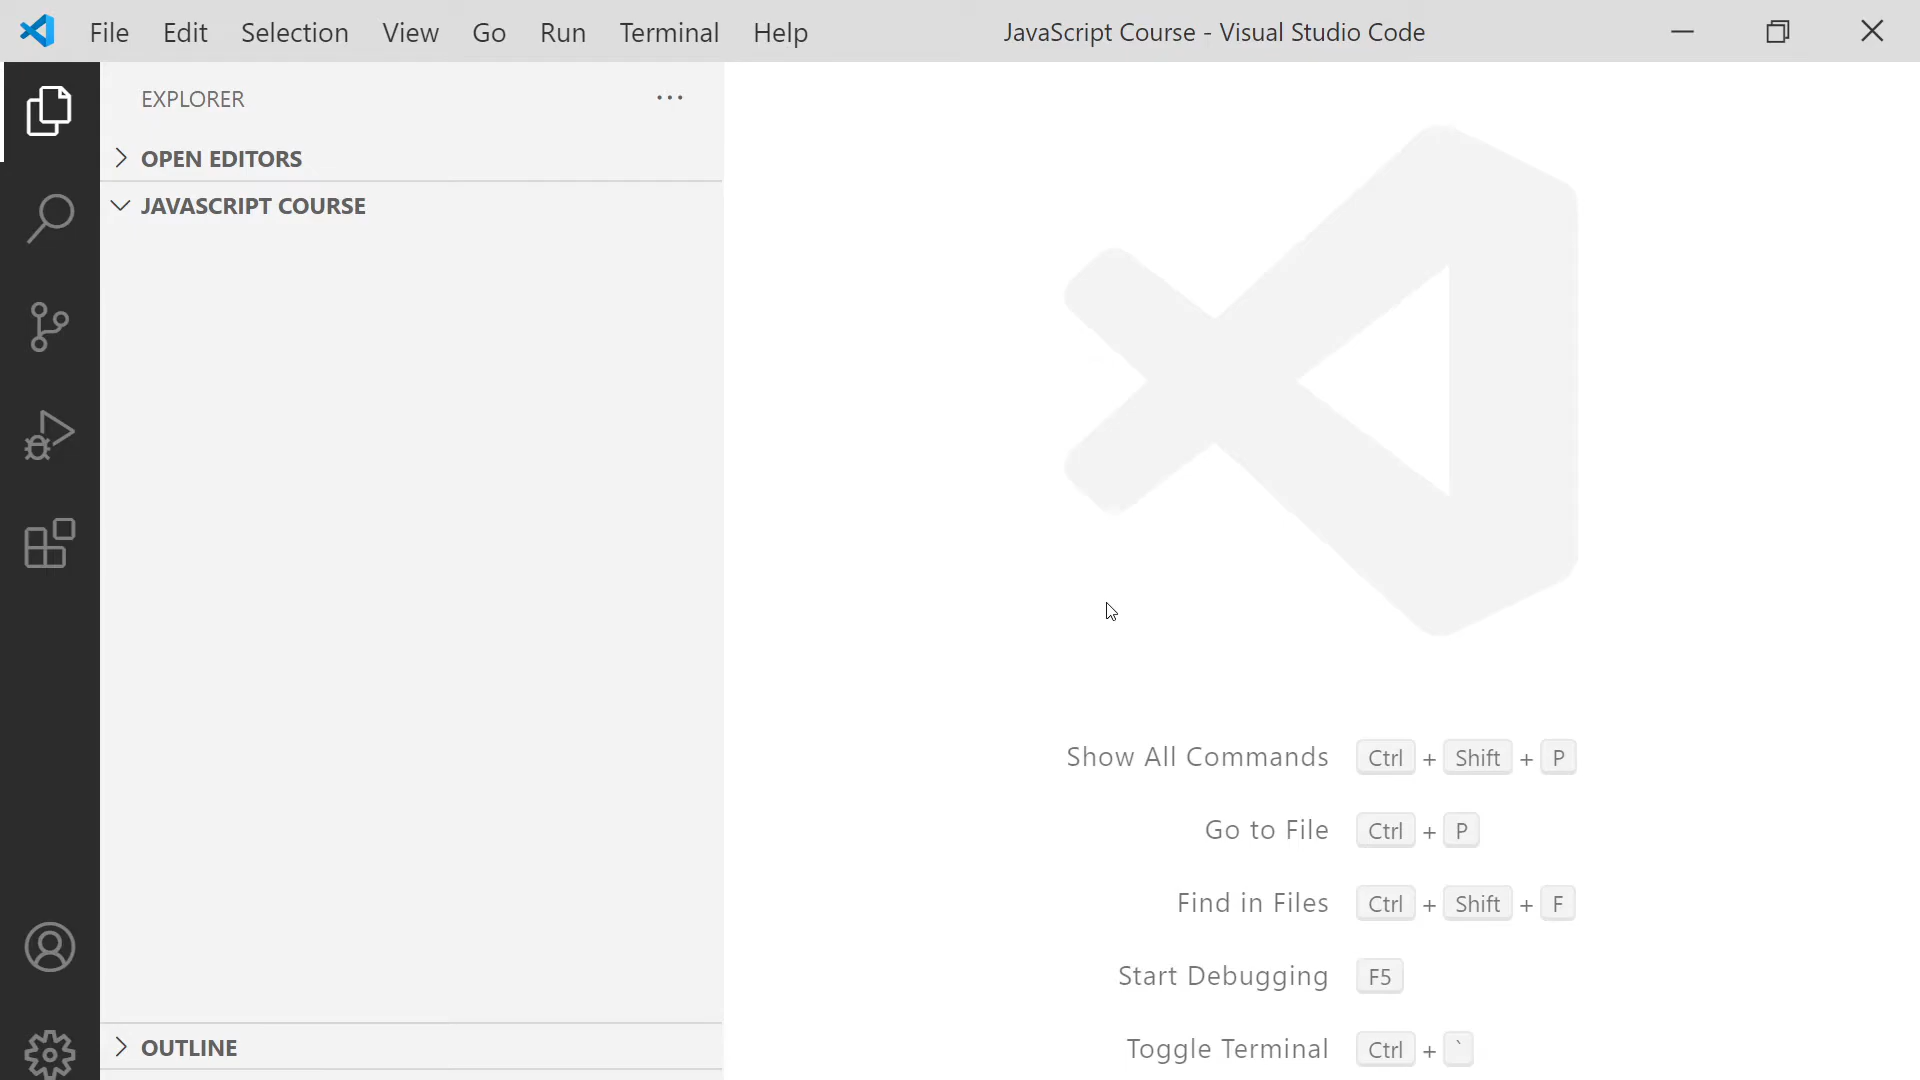 File Edit Selection View Go Run Terminal Help JavaScript Course - Visual Studio Code
EXPLORER
OPEN EDITORS
JAVASCRIPT COURSE
OUTLINE
Show All Commands Ctrl + Shift + P
Go to File Ctrl + P
Find in Files Ctrl + Shift + F
Start Debugging F5
Toggle Terminal Ctrl + `